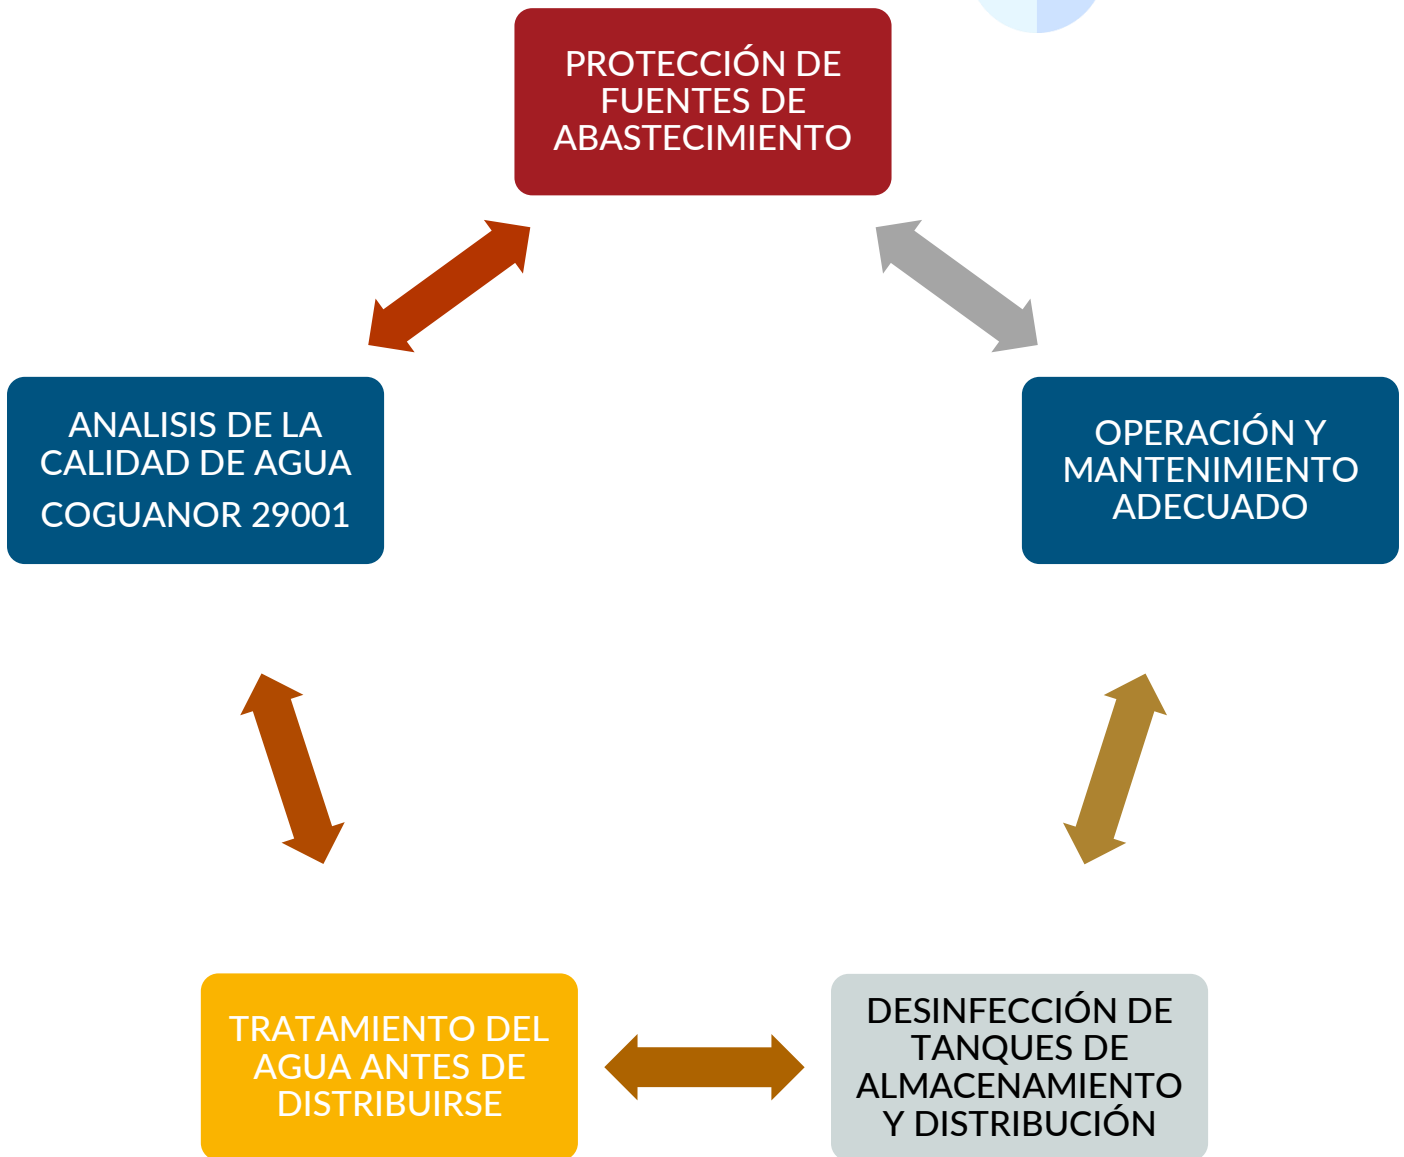 PROTECCIÓN DE
FUENTES DE
ABASTECIMIENTO
ANALISIS DE LA
CALIDAD DE AGUA
COGUANOR 29001
OPERACIÓN Y
MANTENIMIENTO
ADECUADO
TRATAMIENTO DEL
AGUA ANTES DE
DISTRIBUIRSE
DESINFECCIÓN DE
TANQUES DE
ALMACENAMIENTO
Y DISTRIBUCIÓN